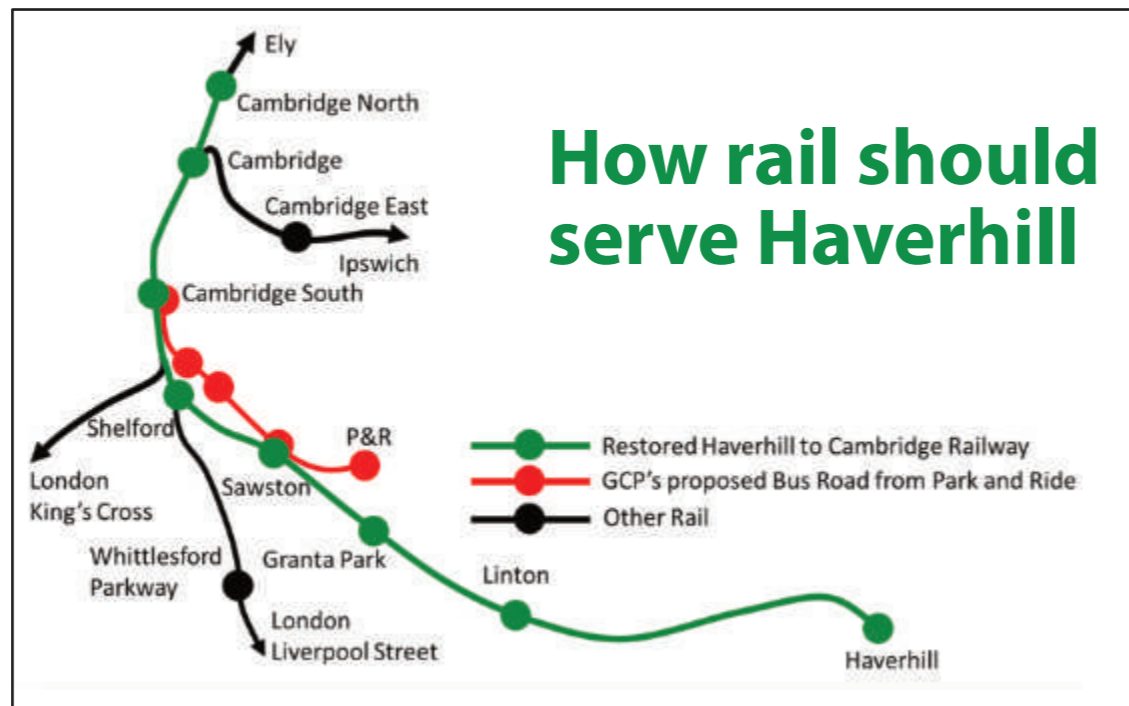 Ely
Cambridge North
How rail should
serve Haverhill
Cambridge
Cambridge East
Ipswich
Cambridge South
Shelford
P&R
London
King's Cross
Sawston
Restored Haverhill to Cambridge Railway
GCP's proposed Bus Road from Park and Ride
Other Rail
Whittlesford
Parkway
Granta Park
Linton
London
Liverpool Street
Haverhill